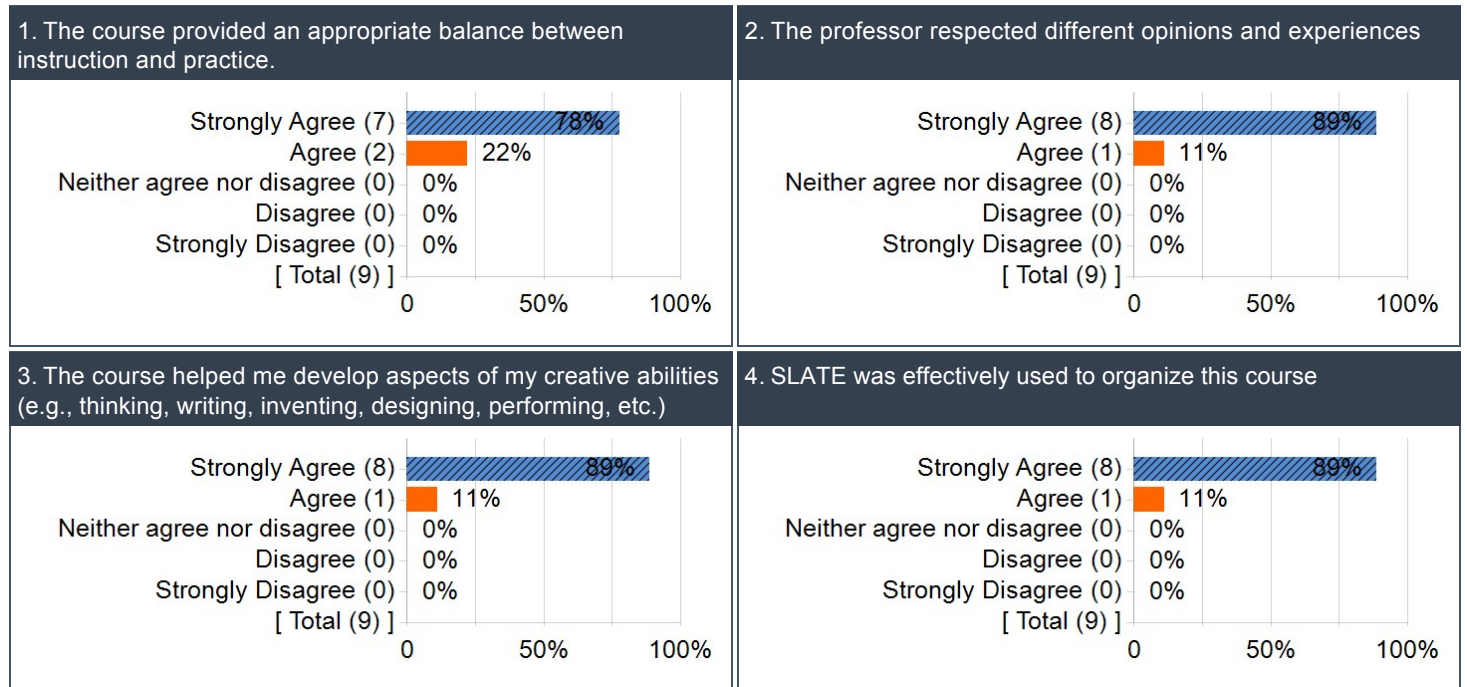 1. The course provided an appropriate balance between
instruction and practice.
Strongly Agree (7) 78%
Agree (2) 22%
Neither agree nor disagree (0) 0%
Disagree (0) 0%
Strongly Disagree (0) 0%
[ Total (9) ]
0 50% 100%
2. The professor respected different opinions and experiences
Strongly Agree (8) 89%
Agree (1) 11%
Neither agree nor disagree (0) 0%
Disagree (0) 0%
Strongly Disagree (0) 0%
[ Total (9) ]
0 50% 100%
3. The course helped me develop aspects of my creative abilities
(e.g., thinking, writing, inventing, designing, performing, etc.)
Strongly Agree (8) 89%
Agree (1) 11%
Neither agree nor disagree (0) 0%
Disagree (0) 0%
Strongly Disagree (0) 0%
[ Total (9) ]
0 50% 100%
4. SLATE was effectively used to organize this course
Strongly Agree (8) 89%
Agree (1) 11%
Neither agree nor disagree (0) 0%
Disagree (0) 0%
Strongly Disagree (0) 0%
[ Total (9) ]
0 50% 100%